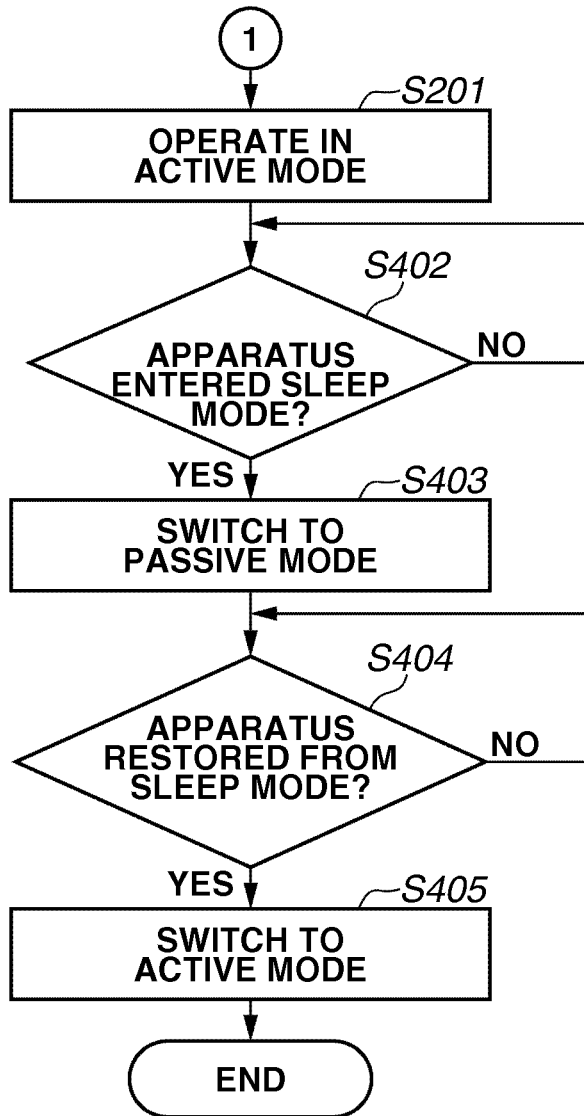 1
S201
OPERATE IN
ACTIVE MODE
S402
APPARATUS
ENTERED SLEEP
MODE?
NO
YES
S403
SWITCH TO
PASSIVE MODE
S404
APPARATUS
RESTORED FROM
SLEEP MODE?
NO
YES
S405
SWITCH TO
ACTIVE MODE
END